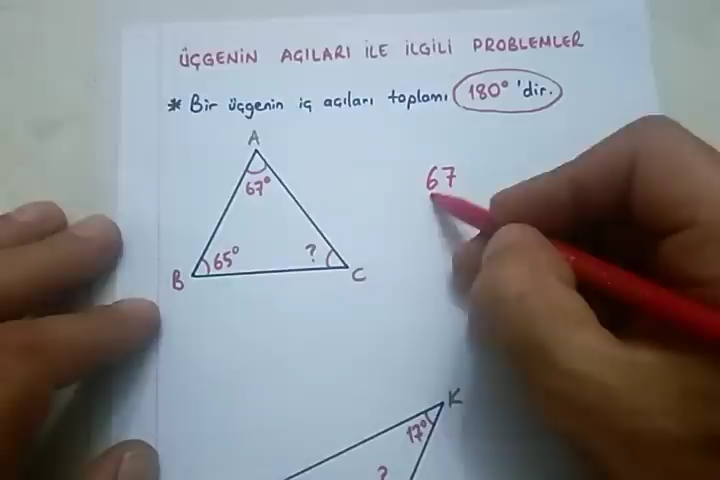 ÜÇGENİN AÇILARI İLE İLGİLİ PROBLEMLER
* Bir üçgenin iç açıları toplamı 180° 'dir.
A
67°
67
B 65° ? C
K
17°
?